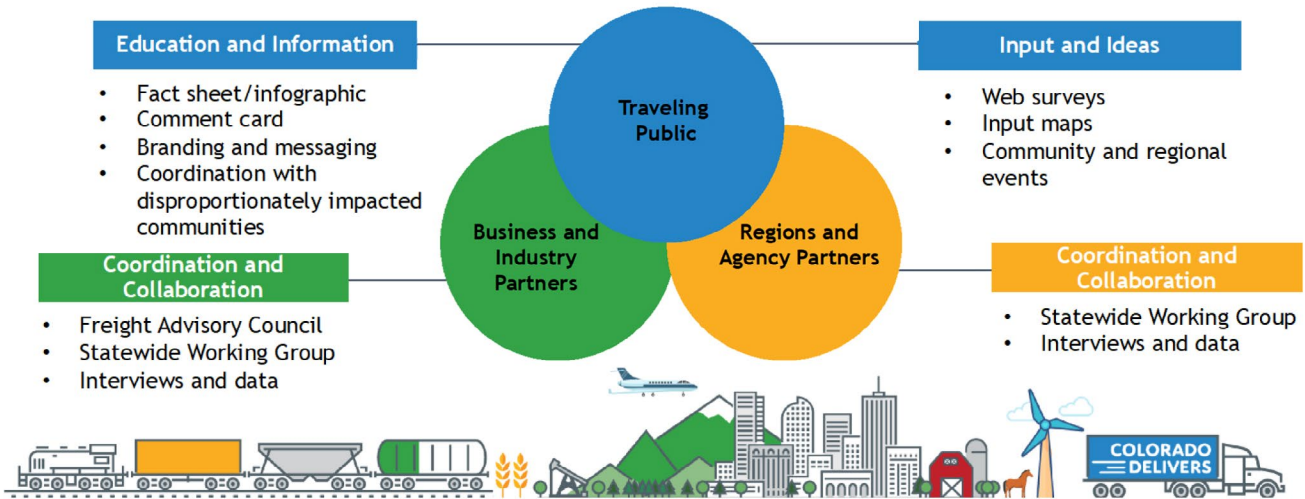 Education and Information
• Fact sheet/infographic
• Comment card
• Branding and messaging
• Coordination with
disproportionately impacted
communities
Traveling
Public
Input and Ideas
• Web surveys
• Input maps
• Community and regional
events
Coordination and
Collaboration
• Freight Advisory Council
• Statewide Working Group
• Interviews and data
Business and
Industry
Partners
Regions and
Agency Partners
Coordination and
Collaboration
• Statewide Working Group
• Interviews and data
COLORADO
DELIVERS